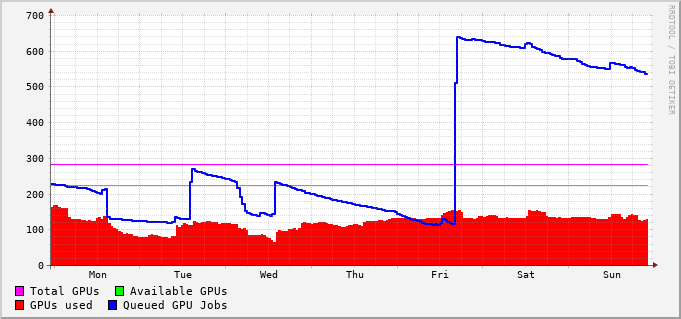 700
600
500
400
300
200
100
0
Mon Tue Wed Thu Fri Sat Sun
Total GPUs Available GPUs
GPUs used Queued GPU Jobs
RRDTOOL / TOBI OETIKER